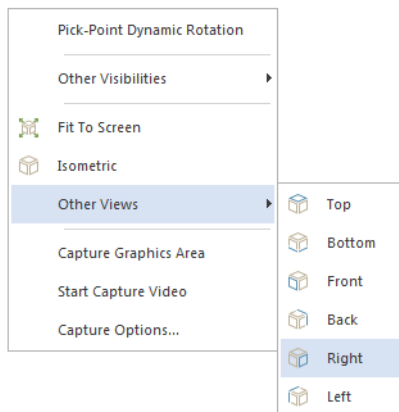 Pick-Point Dynamic Rotation
Other Visibilities
Fit To Screen
Isometric
Other Views
Capture Graphics Area
Start Capture Video
Capture Options...
Top
Bottom
Front
Back
Right
Left